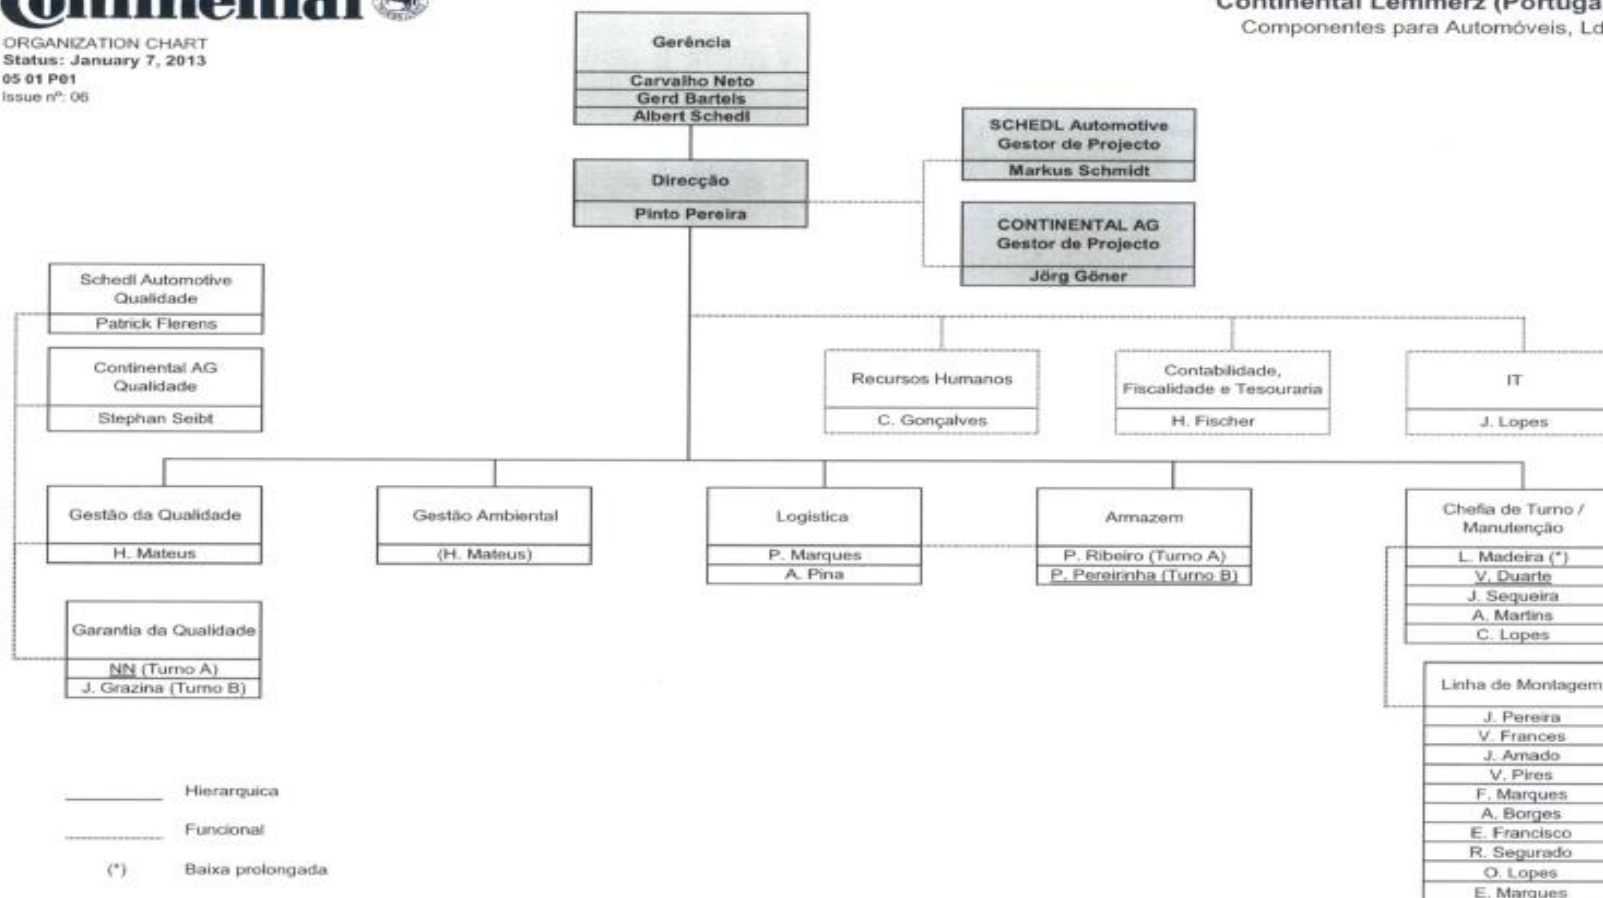 Continental
ORGANIZATION CHART
Status: January 7, 2013
05 01 P01
Issue nº: 06
Continental Lemmerz (Portuga
Componentes para Automóveis, Ld
Gerência
Carvalho Neto
Gerd Bartels
Albert Schedl
Direcção
Pinto Pereira
SCHEDL Automotive
Gestor de Projecto
Markus Schmidt
CONTINENTAL AG
Gestor de Projecto
Jörg Göner
Schedl Automotive
Qualidade
Patrick Flerens
Continental AG
Qualidade
Stephan Seibt
Recursos Humanos
C. Gonçalves
Contabilidade,
Fiscalidade e Tesouraria
H. Fischer
IT
J. Lopes
Gestão da Qualidade
H. Mateus
Gestão Ambiental
(H. Mateus)
Logistica
P. Marques
A. Pina
Armazem
P. Ribeiro (Turno A)
P. Pereirinha (Turno B)
Chefia de Turno /
Manutenção
L. Madeira (*)
V. Duarte
J. Sequeira
A. Martins
C. Lopes
Garantia da Qualidade
NN (Turno A)
J. Grazina (Turno B)
Linha de Montagem
J. Pereira
V. Frances
J. Amado
V. Pires
F. Marques
A. Borges
E. Francisco
R. Segurado
O. Lopes
E. Marques
Hierarquica
Funcional
(*) Baixa prolongada